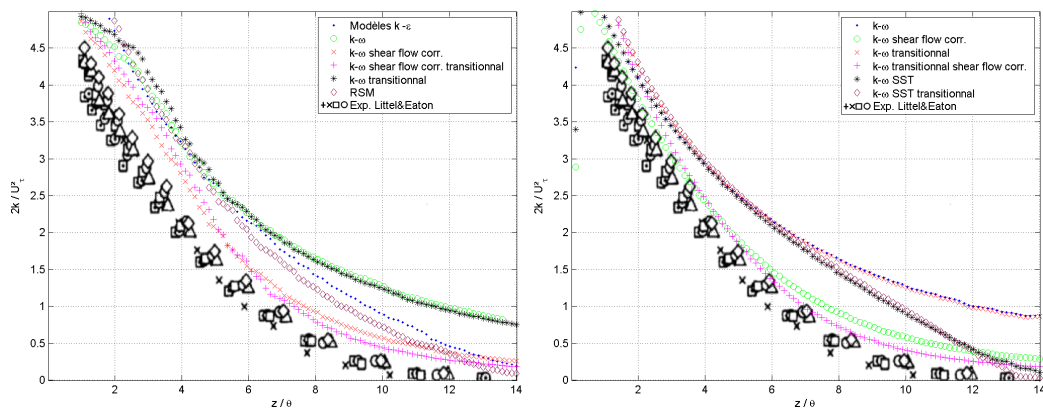 Modèles k-ε
k-ω
k-ω shear flow corr.
k-ω shear flow corr. transitionnal
k-ω transitionnal
RSM
Exp. Littel&Eaton
4.5
4
3.5
3
2.5
2
1.5
1
0.5
0
2k / U²τ
2 4 6 8 10 12 14
z / θ
k-ω
k-ω shear flow corr.
k-ω transitionnal
k-ω transitionnal shear flow corr.
k-ω SST
k-ω SST transitionnal
Exp. Littel&Eaton
4.5
4
3.5
3
2.5
2
1.5
1
0.5
0
2k / U²τ
2 4 6 8 10 12 14
z / θ